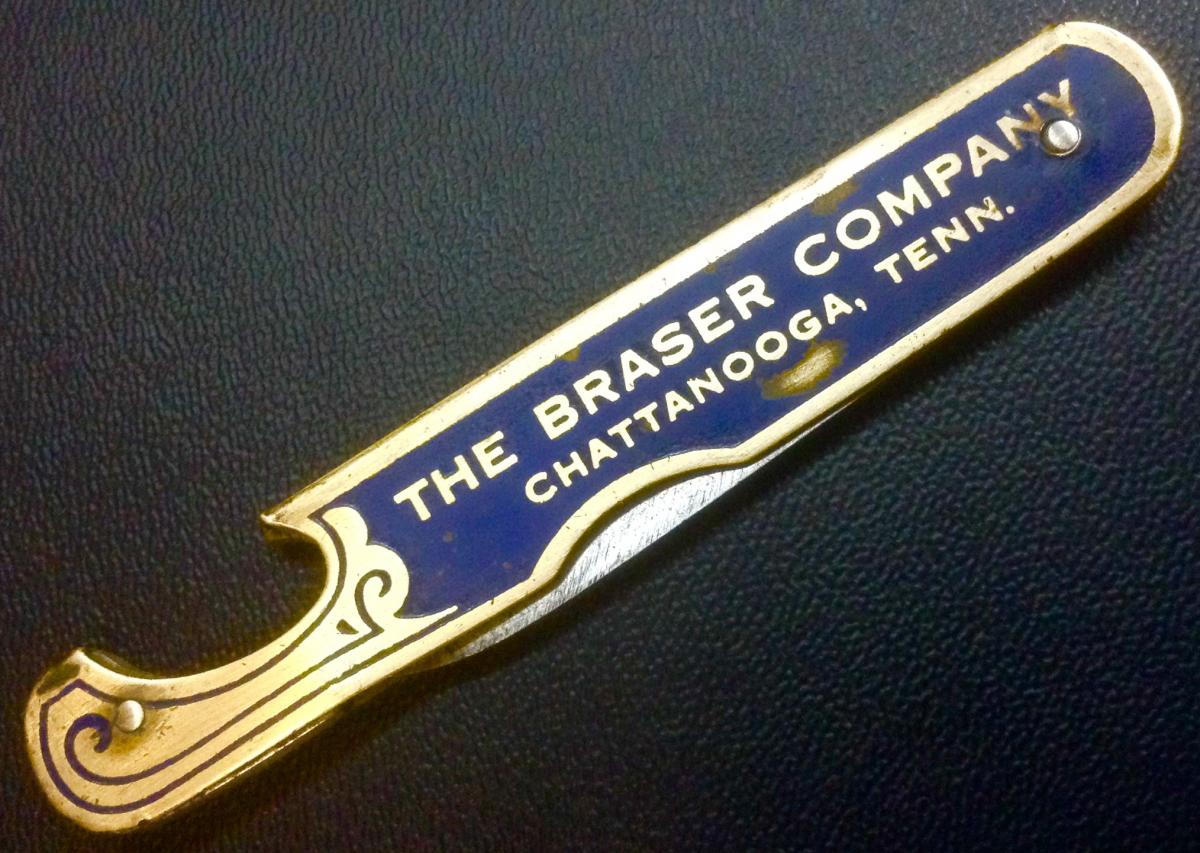 THE BRASER COMPANY
CHATTANOOGA, TENN.